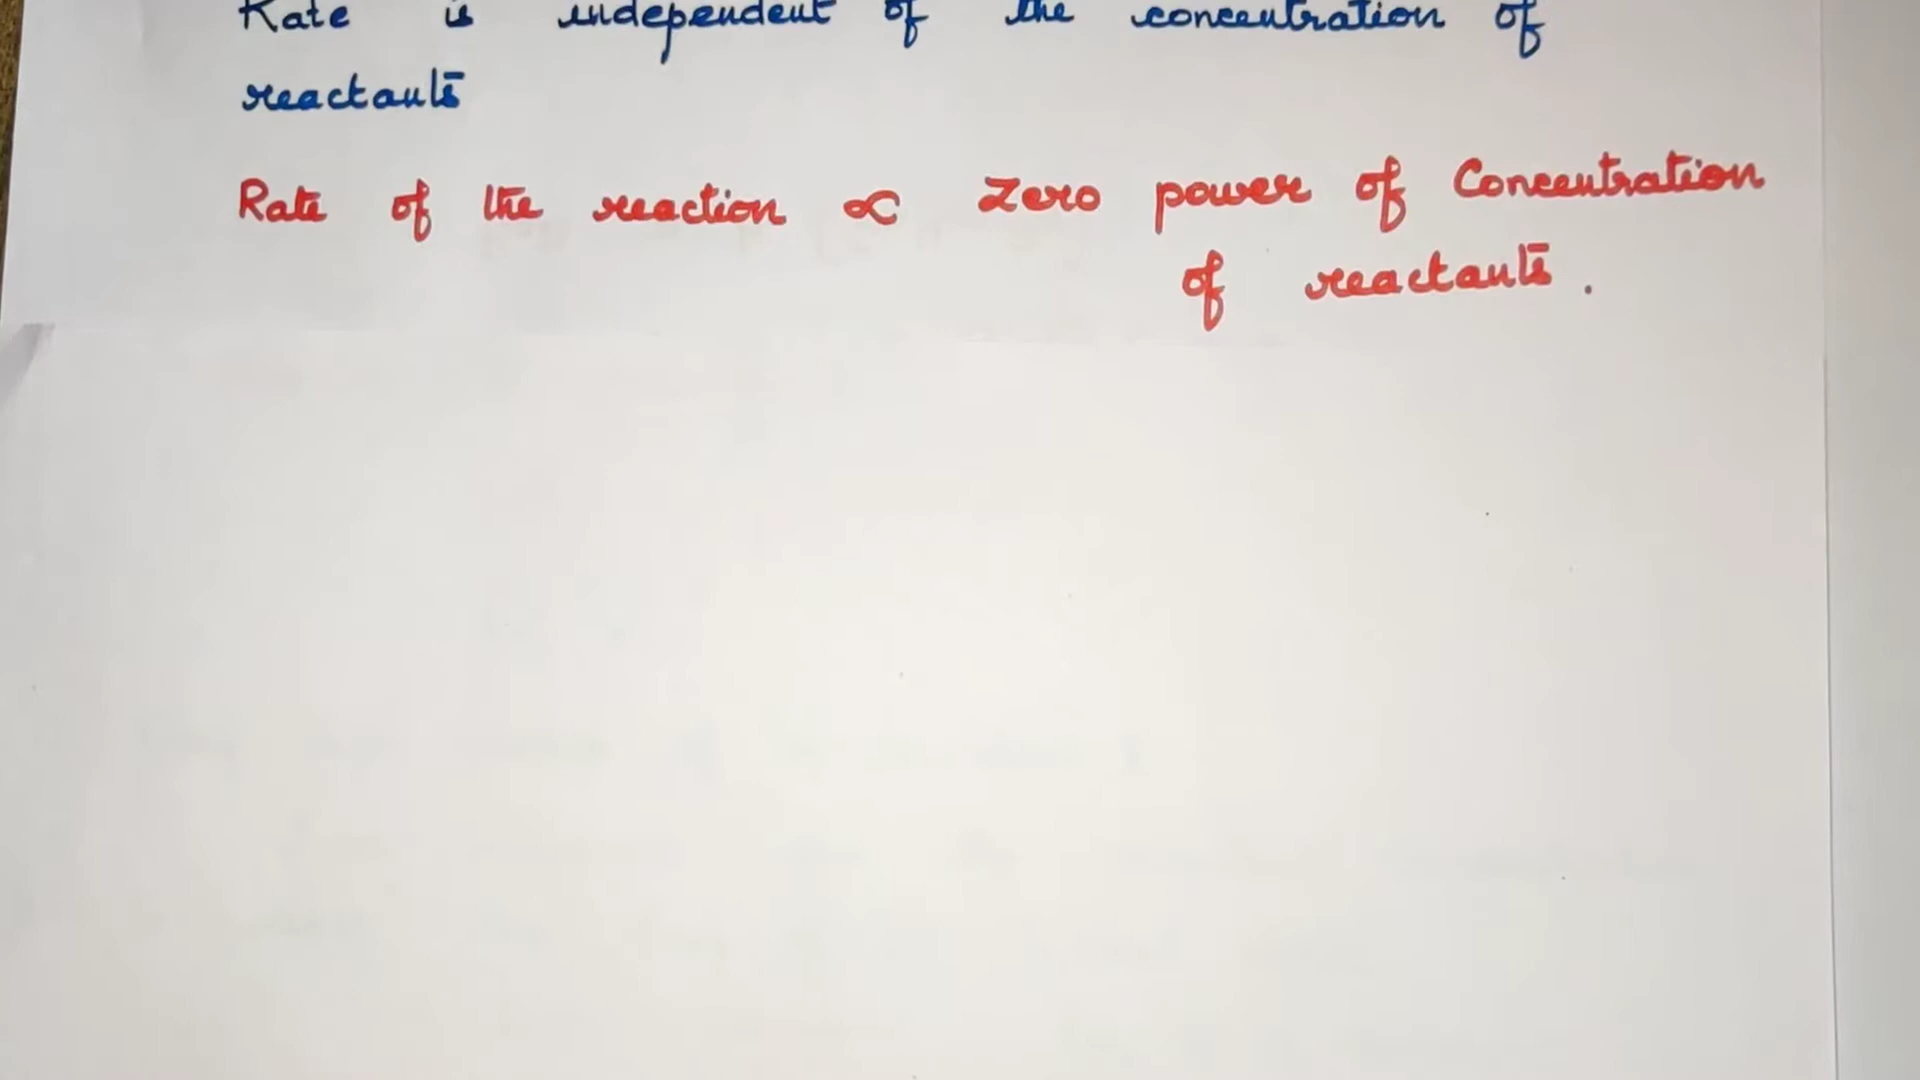 Rate is independent of the concentration of
reactants
Rate of the reaction ∝ Zero power of Concentration
of reactants.